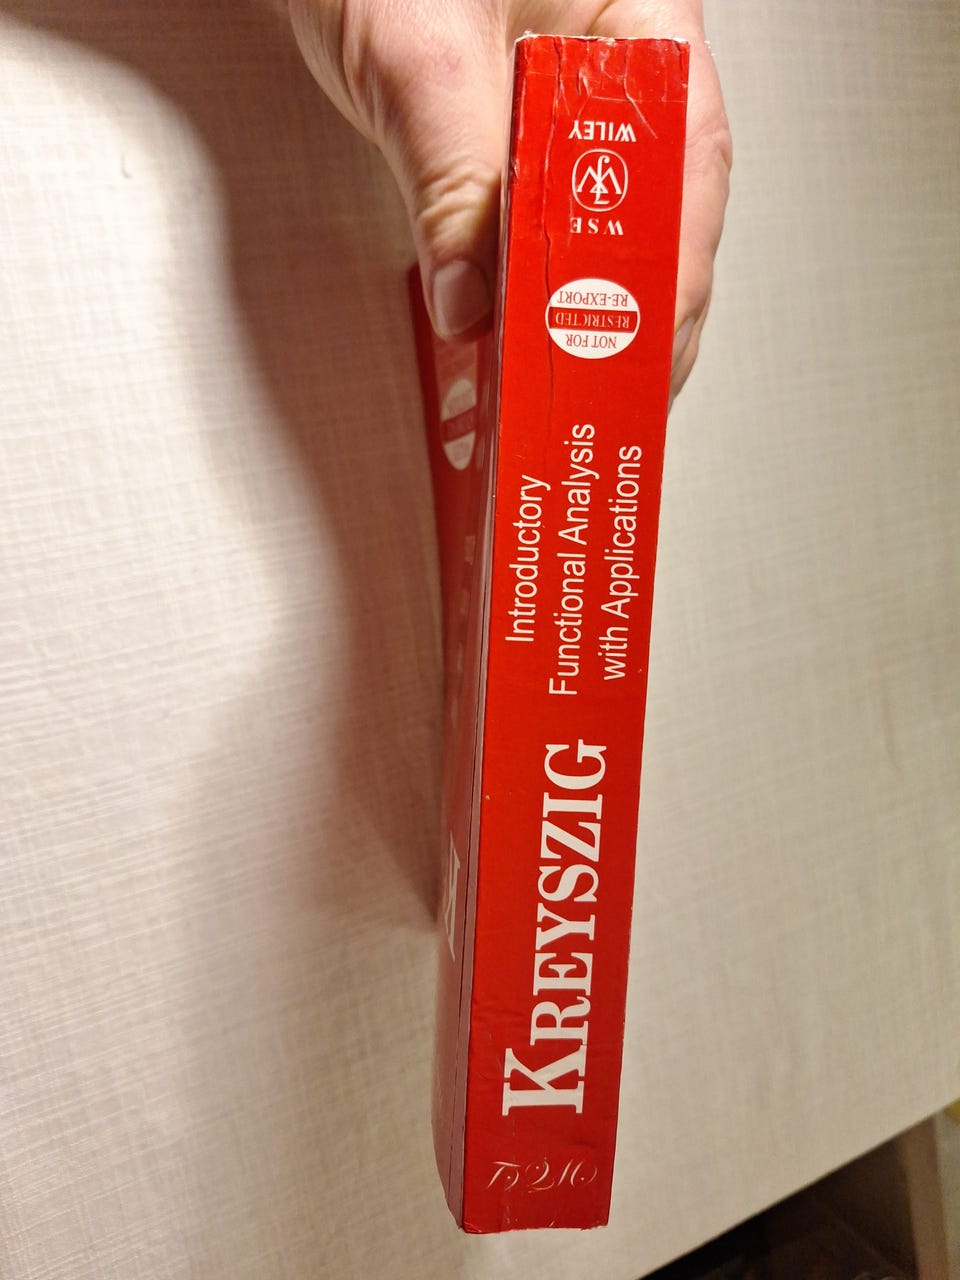 KREYSZIG
Introductory
Functional Analysis
with Applications
NOT FOR
RESTRICTED
RE-EXPORT
WSE
WILEY